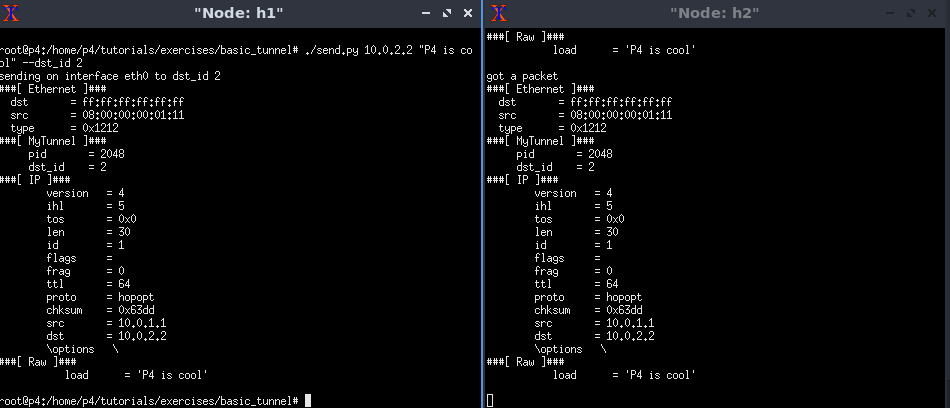 "Node: h1"
root@p4:/home/p4/tutorials/exercises/basic_tunnel# ./send.py 10.0.2.2 "P4 is co
ol" --dst_id 2
sending on interface eth0 to dst_id 2
###[ Ethernet ]###
  dst       = ff:ff:ff:ff:ff:ff
  src       = 08:00:00:00:01:11
  type      = 0x1212
###[ MyTunnel ]###
     pid       = 2048
     dst_id    = 2
###[ IP ]###
        version   = 4
        ihl       = 5
        tos       = 0x0
        len       = 30
        id        = 1
        flags     =
        frag      = 0
        ttl       = 64
        proto     = hopopt
        chksum    = 0x63dd
        src       = 10.0.1.1
        dst       = 10.0.2.2
        \options   \
###[ Raw ]###
           load      = 'P4 is cool'
root@p4:/home/p4/tutorials/exercises/basic_tunnel#
"Node: h2"
###[ Raw ]###
           load      = 'P4 is cool'
got a packet
###[ Ethernet ]###
  dst       = ff:ff:ff:ff:ff:ff
  src       = 08:00:00:00:01:11
  type      = 0x1212
###[ MyTunnel ]###
     pid       = 2048
     dst_id    = 2
###[ IP ]###
        version   = 4
        ihl       = 5
        tos       = 0x0
        len       = 30
        id        = 1
        flags     =
        frag      = 0
        ttl       = 64
        proto     = hopopt
        chksum    = 0x63dd
        src       = 10.0.1.1
        dst       = 10.0.2.2
        \options   \
###[ Raw ]###
           load      = 'P4 is cool'